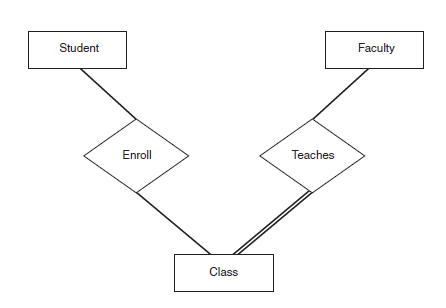 Student
Faculty
Enroll
Teaches
Class